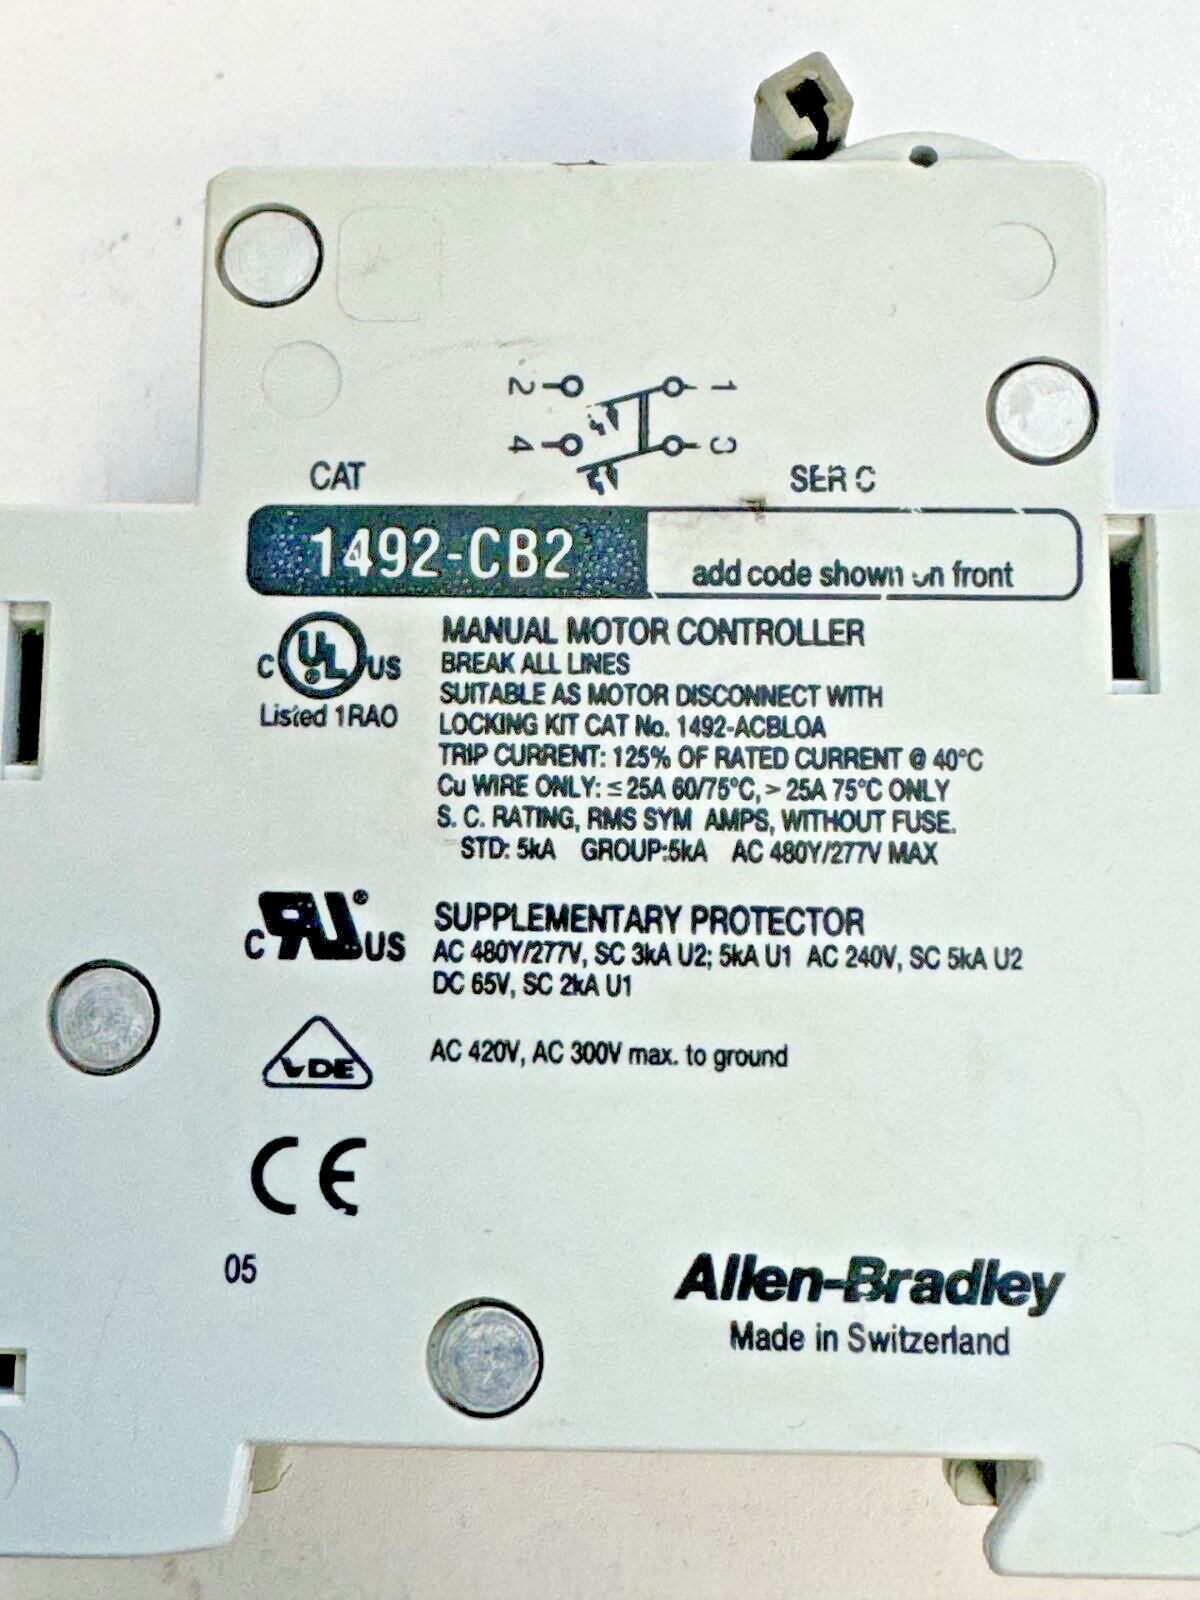 2 1
4 3
CAT SER C
1492-CB2 add code shown on front
C UL ® US
Listed 1RAO
MANUAL MOTOR CONTROLLER
BREAK ALL LINES
SUITABLE AS MOTOR DISCONNECT WITH
LOCKING KIT CAT No. 1492-ACBLOA
TRIP CURRENT: 125% OF RATED CURRENT @ 40°C
Cu WIRE ONLY: ≤ 25A 60/75°C, > 25A 75°C ONLY
S. C. RATING, RMS SYM AMPS, WITHOUT FUSE.
STD: 5kA GROUP:5kA AC 480Y/277V MAX
C RU ® US
SUPPLEMENTARY PROTECTOR
AC 480Y/277V, SC 3kA U2; 5kA U1 AC 240V, SC 5kA U2
DC 65V, SC 2kA U1
VDE
AC 420V, AC 300V max. to ground
CE
05
Allen-Bradley
Made in Switzerland